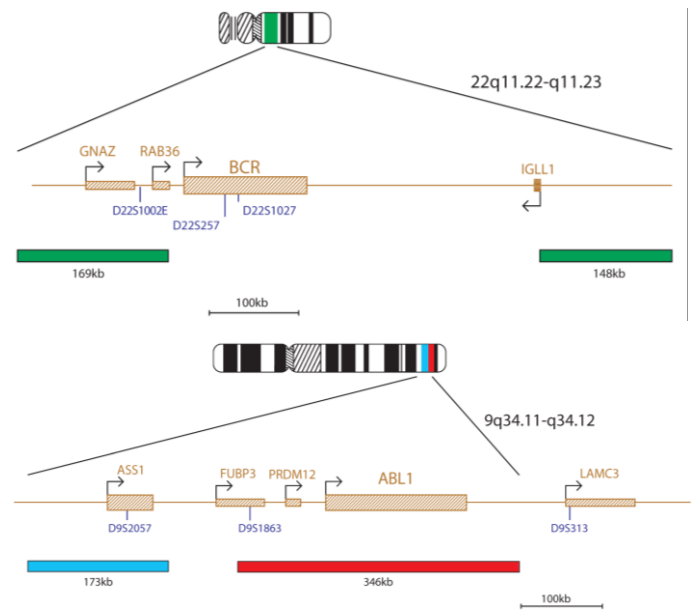 22q11.22-q11.23
GNAZ RAB36 BCR IGLL1
D22S1002E D22S257 D22S1027
169kb 148kb
100kb
9q34.11-q34.12
ASS1 FUBP3 PRDM12 ABL1 LAMC3
D9S2057 D9S1863 D9S313
173kb 346kb
100kb